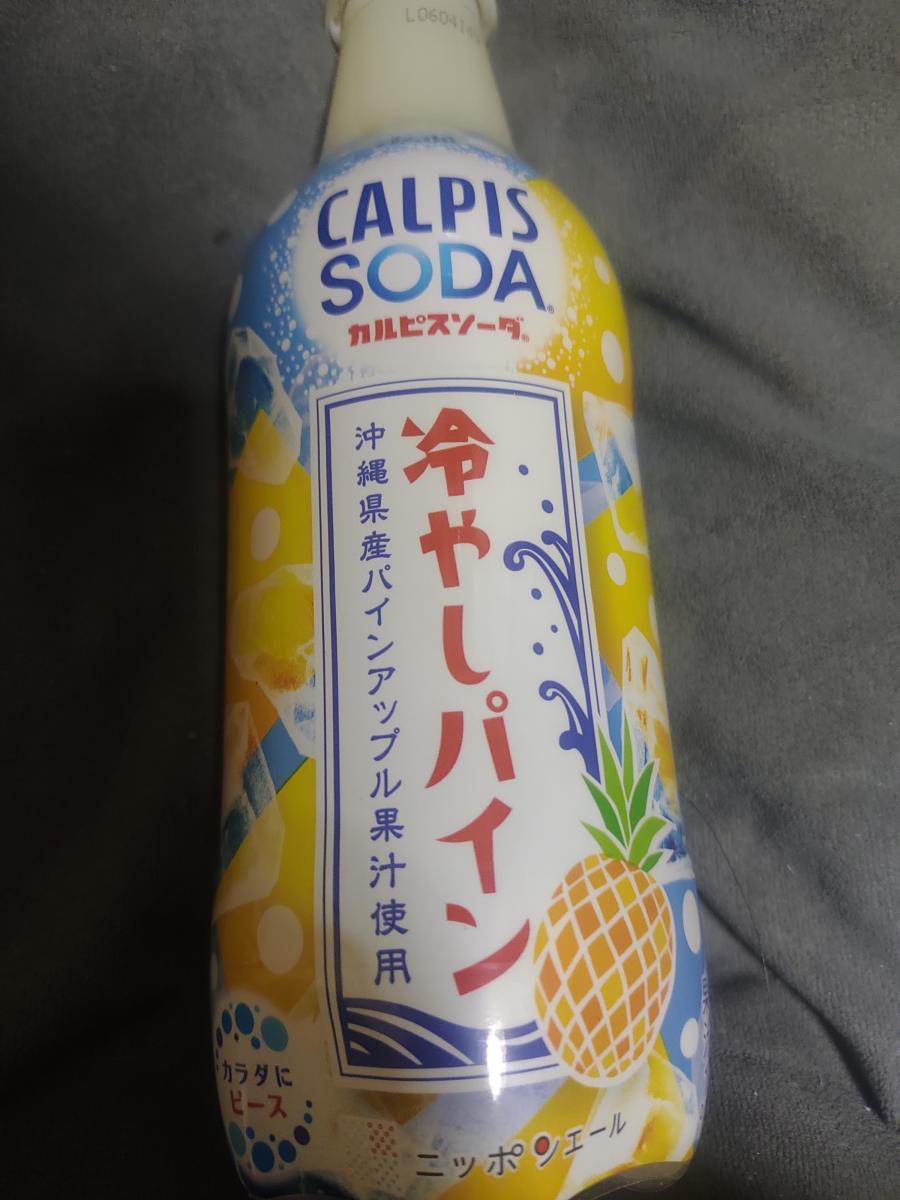 CALPIS
SODA®
カルピスソーダ®
冷やしパイン
沖縄県産パインアップル果汁使用
カラダに
ピース
ニッポンエール